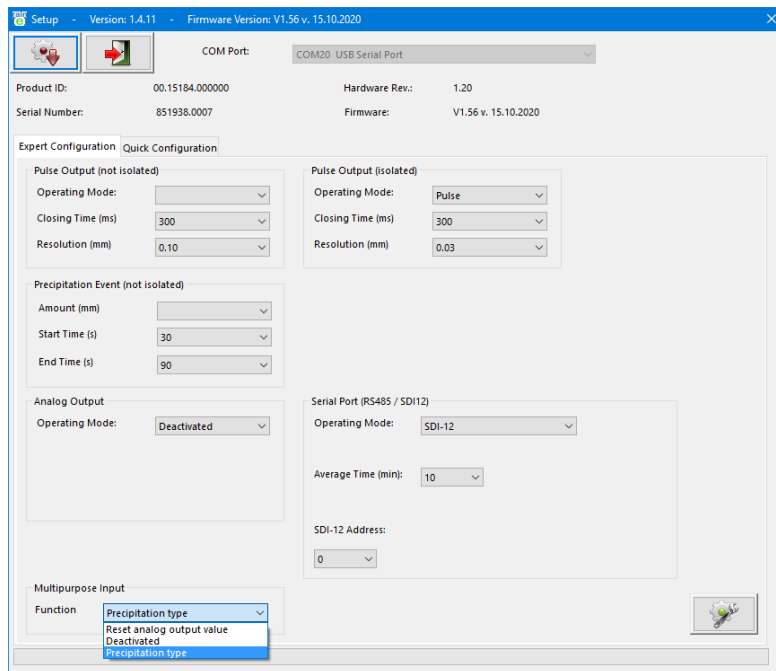 Setup - Version: 1.4.11 - Firmware Version: V1.56 v. 15.10.2020
COM Port: COM20 USB Serial Port
Product ID: 00.15184.000000 Hardware Rev.: 1.20
Serial Number: 851938.0007 Firmware: V1.56 v. 15.10.2020
Expert Configuration Quick Configuration
Pulse Output (not isolated)
Operating Mode:
Closing Time (ms) 300
Resolution (mm) 0.10
Pulse Output (isolated)
Operating Mode: Pulse
Closing Time (ms) 300
Resolution (mm) 0.03
Precipitation Event (not isolated)
Amount (mm)
Start Time (s) 30
End Time (s) 90
Analog Output
Operating Mode: Deactivated
Serial Port (RS485 / SDI12)
Operating Mode: SDI-12
Average Time (min): 10
SDI-12 Address:
0
Multipurpose Input
Function Precipitation type
Reset analog output value
Deactivated
Precipitation type